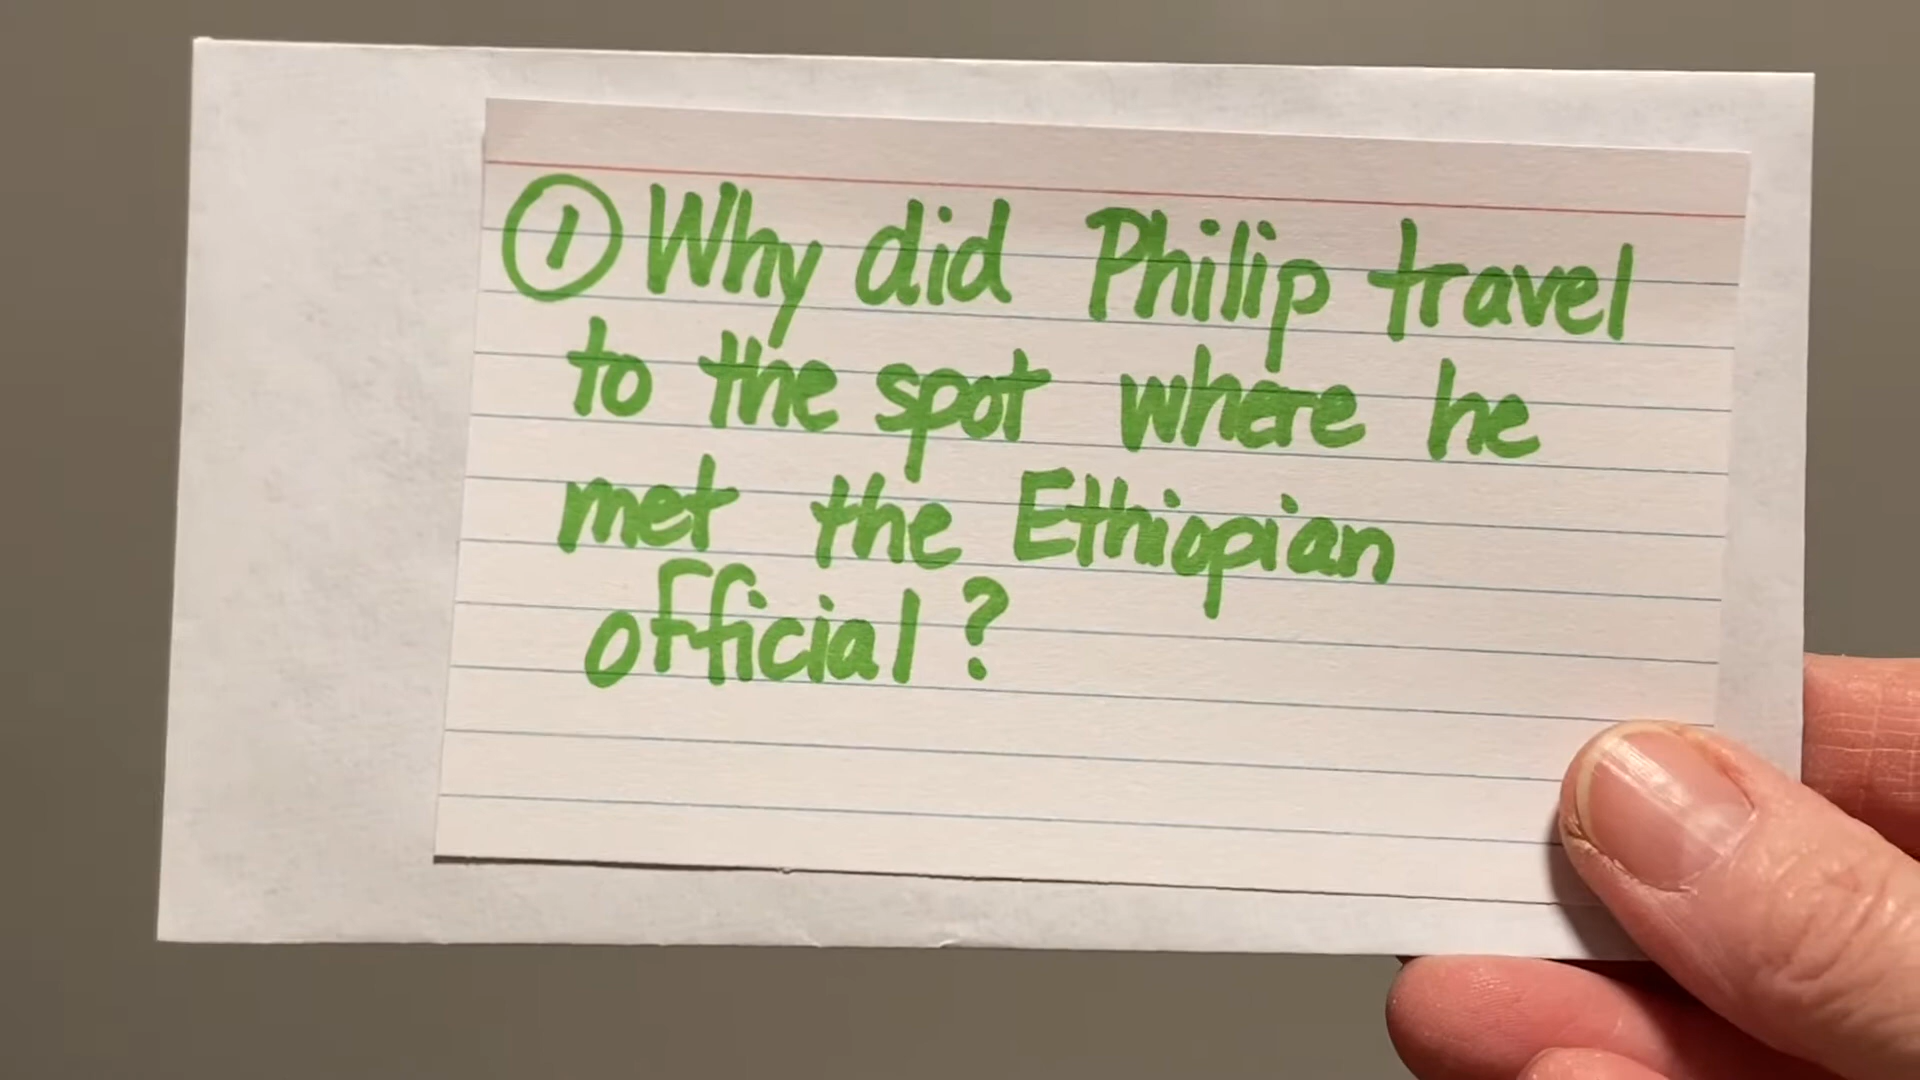 ① Why did Philip travel
to the spot where he
met the Ethiopian
official?